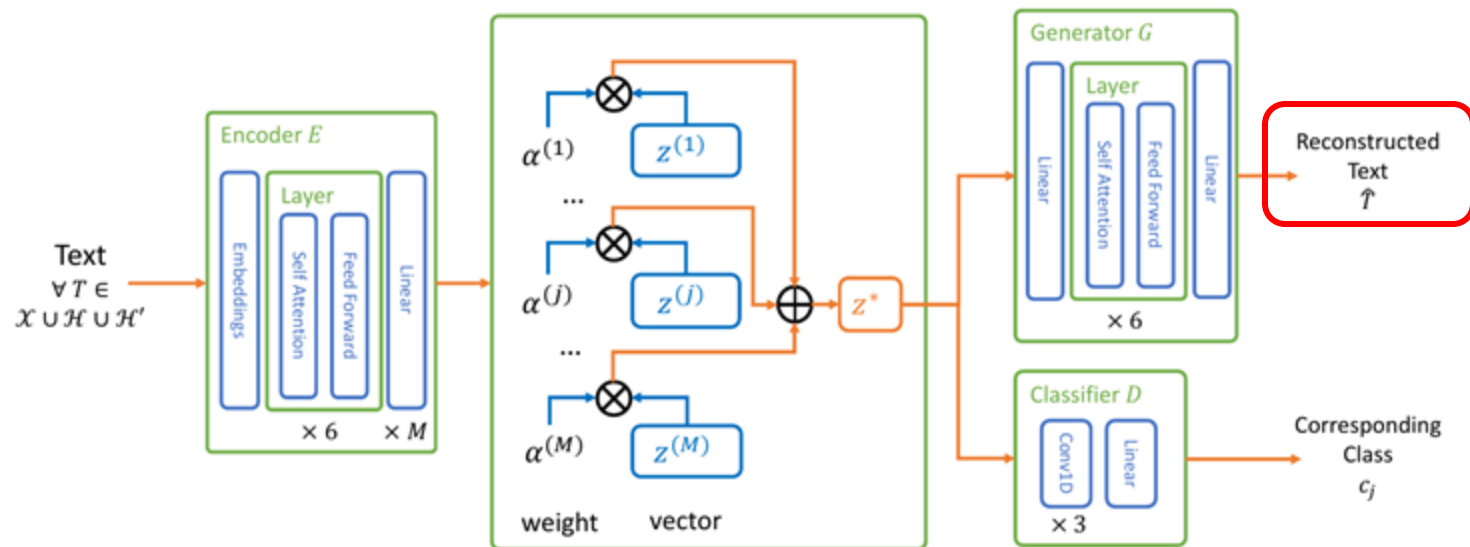 Text
∀ T ∈
𝒳 ∪ ℋ ∪ ℋ′
Encoder E
Embeddings
Layer
Self Attention
Feed Forward
× 6
Linear
× M
α^(1)
z^(1)
...
α^(j)
z^(j)
...
α^(M)
z^(M)
weight
vector
z*
Generator G
Linear
Layer
Self Attention
Feed Forward
× 6
Linear
Reconstructed
Text
T̂
Classifier D
Conv1D
× 3
Linear
Corresponding
Class
c_j